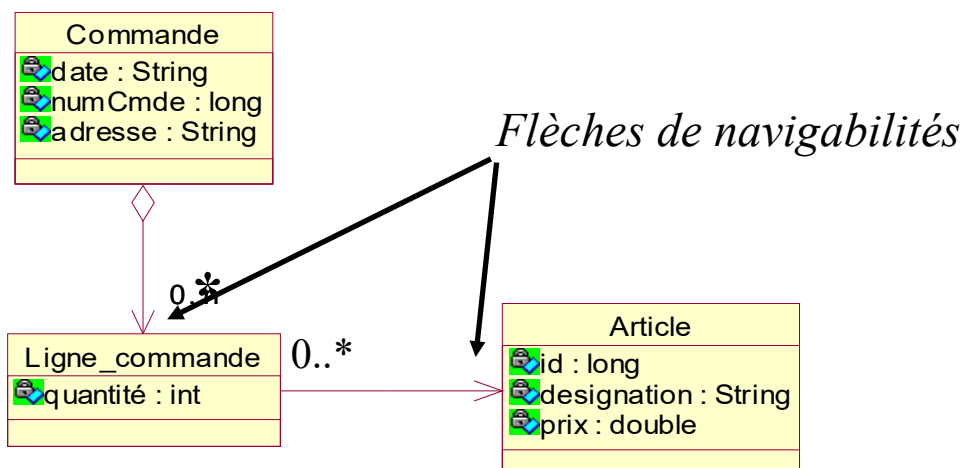 Commande
date : String
numCmde : long
adresse : String
Flèches de navigabilités
0..*
Ligne_commande
quantité : int
0..*
Article
id : long
designation : String
prix : double